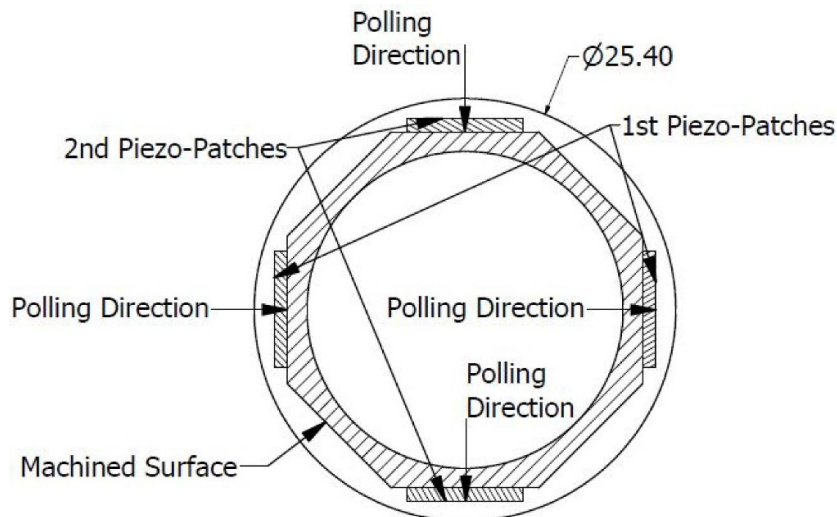 Polling
Direction
Ø25.40
2nd Piezo-Patches
1st Piezo-Patches
Polling Direction
Polling Direction
Polling
Direction
Machined Surface